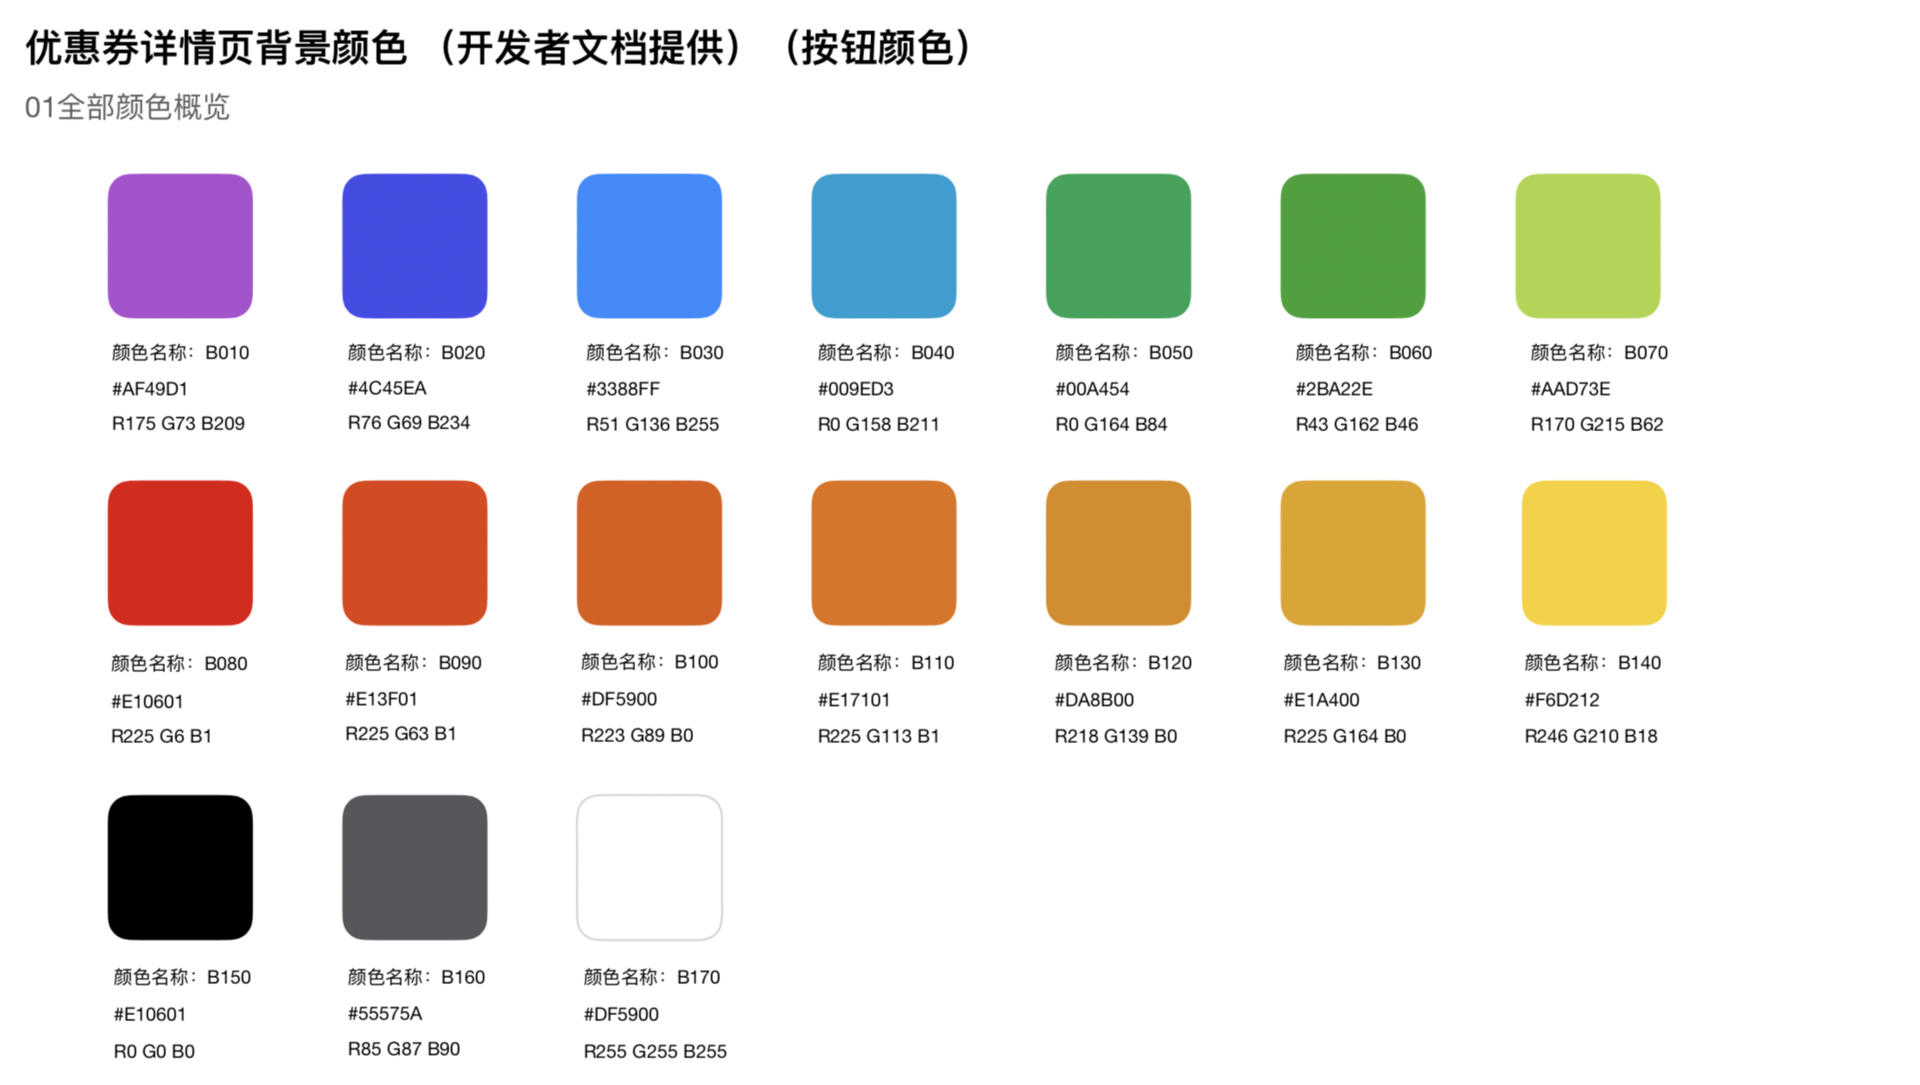 优惠券详情页背景颜色 （开发者文档提供）（按钮颜色）
01全部颜色概览
颜色名称：B010
#AF49D1
R175 G73 B209
颜色名称：B020
#4C45EA
R76 G69 B234
颜色名称：B030
#3388FF
R51 G136 B255
颜色名称：B040
#009ED3
R0 G158 B211
颜色名称：B050
#00A454
R0 G164 B84
颜色名称：B060
#2BA22E
R43 G162 B46
颜色名称：B070
#AAD73E
R170 G215 B62
颜色名称：B080
#E10601
R225 G6 B1
颜色名称：B090
#E13F01
R225 G63 B1
颜色名称：B100
#DF5900
R223 G89 B0
颜色名称：B110
#E17101
R225 G113 B1
颜色名称：B120
#DA8B00
R218 G139 B0
颜色名称：B130
#E1A400
R225 G164 B0
颜色名称：B140
#F6D212
R246 G210 B18
颜色名称：B150
#E10601
R0 G0 B0
颜色名称：B160
#55575A
R85 G87 B90
颜色名称：B170
#DF5900
R255 G255 B255